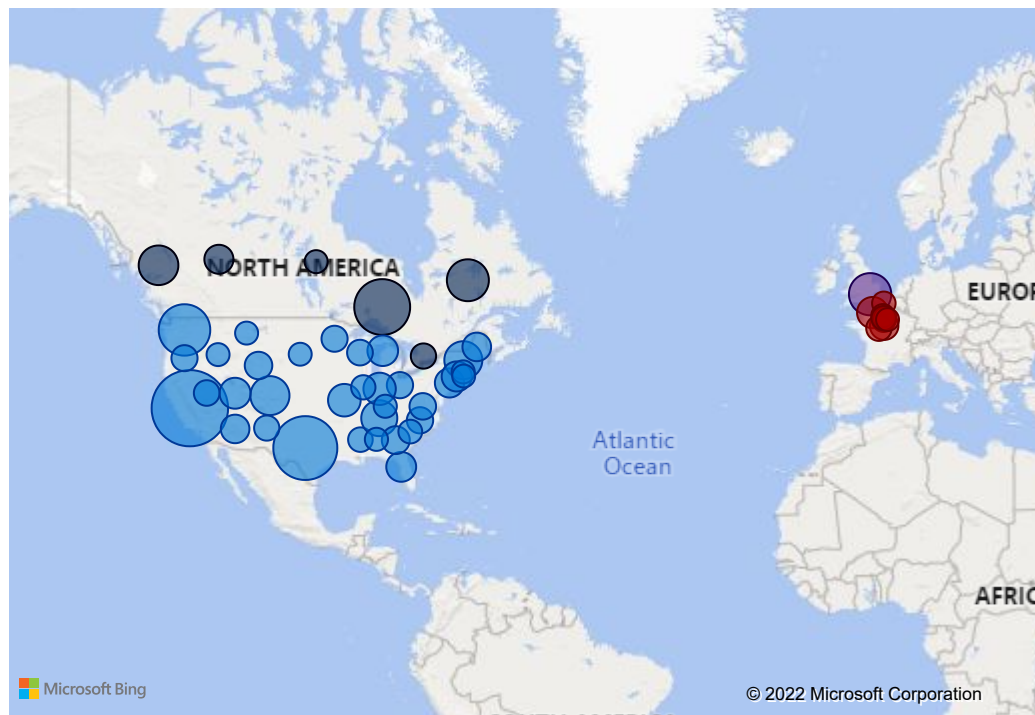 NORTH AMERICA
EUROP
Atlantic
Ocean
AFRIC
Microsoft Bing
© 2022 Microsoft Corporation